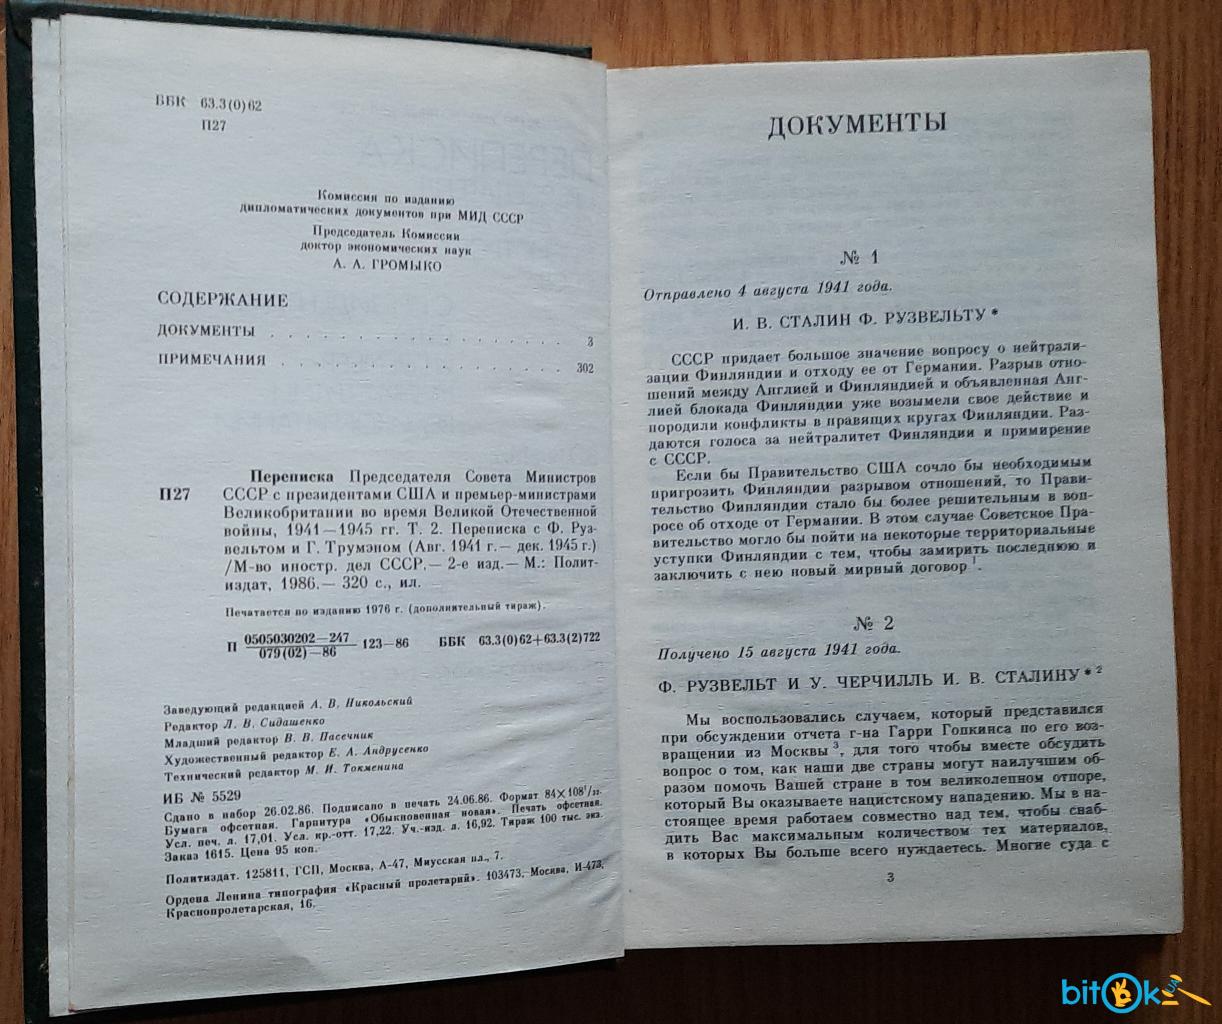 ББК 63.3(0)62
П27
Комиссия по изданию
дипломатических документов при МИД СССР
Председатель Комиссии
доктор экономических наук
А. А. ГРОМЫКО
СОДЕРЖАНИЕ
ДОКУМЕНТЫ . . . . . . . . . . . . . . . . 3
ПРИМЕЧАНИЯ . . . . . . . . . . . . . . . 302
П27
Переписка Председателя Совета Министров
СССР с президентами США и премьер-министрами
Великобритании во время Великой Отечественной
войны, 1941—1945 гг. Т. 2. Переписка с Ф. Руз-
вельтом и Г. Трумэном (Авг. 1941 г.— дек. 1945 г.)
/М-во иностр. дел СССР.— 2-е изд.— М.: Полит-
издат, 1986.— 320 с., ил.
Печатается по изданию 1976 г. (дополнительный тираж).
П 0505030202—247
079(02)—86 123—86 ББК 63.3(0)62+63.3(2)722
Заведующий редакцией А. В. Никольский
Редактор Л. В. Сидашенко
Младший редактор В. В. Пасечник
Художественный редактор Е. А. Андрусенко
Технический редактор М. И. Токменина
ИБ № 5529
Сдано в набор 26.02.86. Подписано в печать 24.06.86. Формат 84×108¹/₃₂.
Бумага офсетная. Гарнитура «Обыкновенная новая». Печать офсетная.
Усл. печ. л. 17,01. Усл. кр.-отт. 17,22. Уч.-изд. л. 16,92. Тираж 100 тыс. экз.
Заказ 1615. Цена 95 коп.
Политиздат. 125811, ГСП, Москва, А-47, Миусская пл., 7.
Ордена Ленина типография «Красный пролетарий». 103473, Москва, И-473,
Краснопролетарская, 16.
ДОКУМЕНТЫ
№ 1
Отправлено 4 августа 1941 года.
И. В. СТАЛИН Ф. РУЗВЕЛЬТУ *
СССР придает большое значение вопросу о нейтрали-
зации Финляндии и отходу ее от Германии. Разрыв отно-
шений между Англией и Финляндией и объявленная Анг-
лией блокада Финляндии уже возымели свое действие и
породили конфликты в правящих кругах Финляндии. Раз-
даются голоса за нейтралитет Финляндии и примирение
с СССР.
Если бы Правительство США сочло бы необходимым
пригрозить Финляндии разрывом отношений, то Прави-
тельство Финляндии стало бы более решительным в воп-
росе об отходе от Германии. В этом случае Советское Пра-
вительство могло бы пойти на некоторые территориальные
уступки Финляндии с тем, чтобы замирить последнюю и
заключить с нею новый мирный договор ¹.
№ 2
Получено 15 августа 1941 года.
Ф. РУЗВЕЛЬТ И У. ЧЕРЧИЛЛЬ И. В. СТАЛИНУ * ²
Мы воспользовались случаем, который представился
при обсуждении отчета г-на Гарри Гопкинса по его воз-
вращении из Москвы ³, для того чтобы вместе обсудить
вопрос о том, как наши две страны могут наилучшим об-
разом помочь Вашей стране в том великолепном отпоре,
который Вы оказываете нацистскому нападению. Мы в на-
стоящее время работаем совместно над тем, чтобы снаб-
дить Вас максимальным количеством тех материалов,
в которых Вы больше всего нуждаетесь. Многие суда с
3
bitok UA